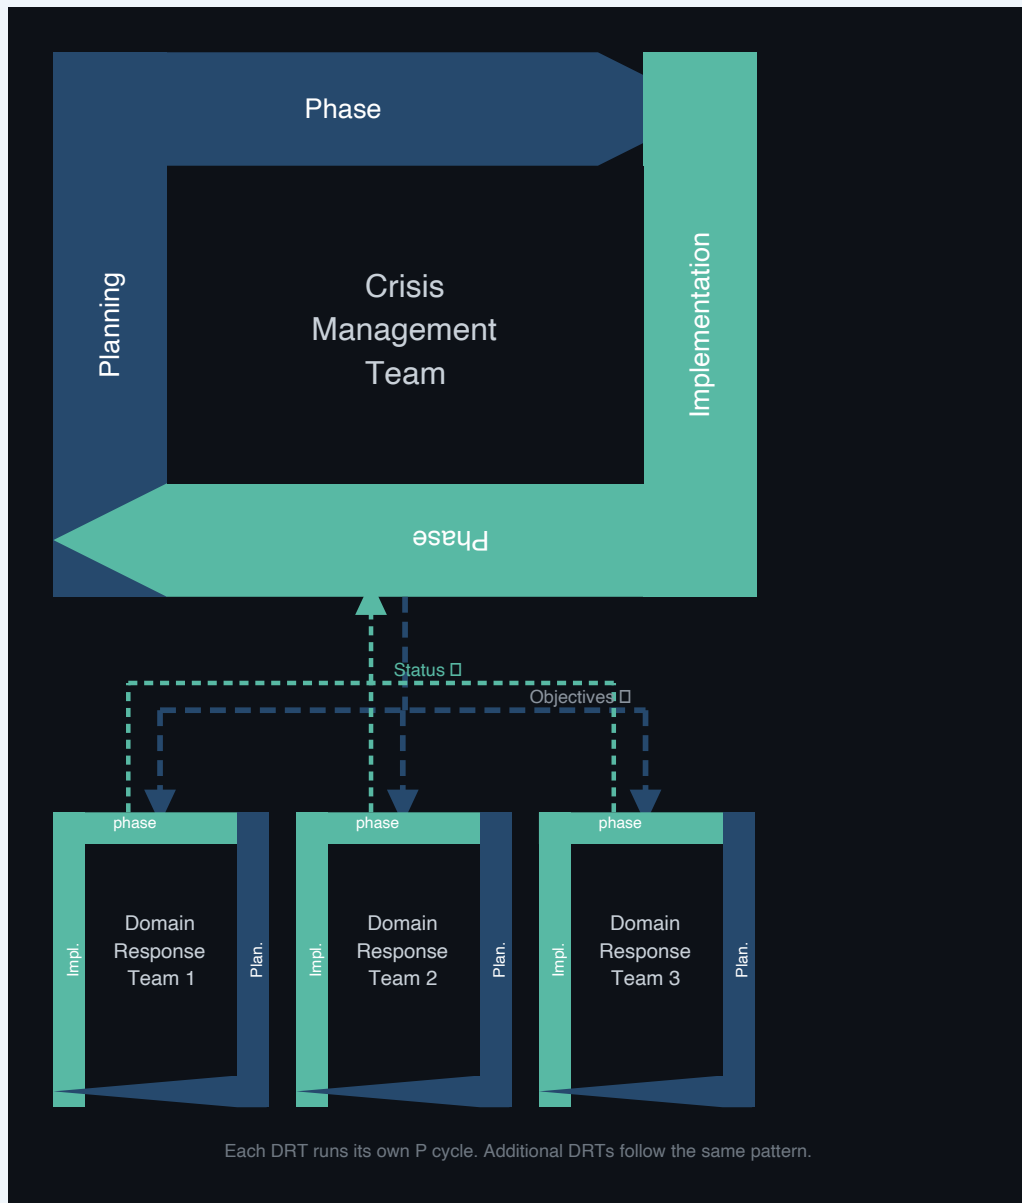 Phase
Planning
Crisis
Management
Team
Implementation
Phase
Status
Objectives
phase
phase
phase
Impl.
Domain
Response
Team 1
Plan.
Impl.
Domain
Response
Team 2
Plan.
Impl.
Domain
Response
Team 3
Plan.
Each DRT runs its own P cycle. Additional DRTs follow the same pattern.